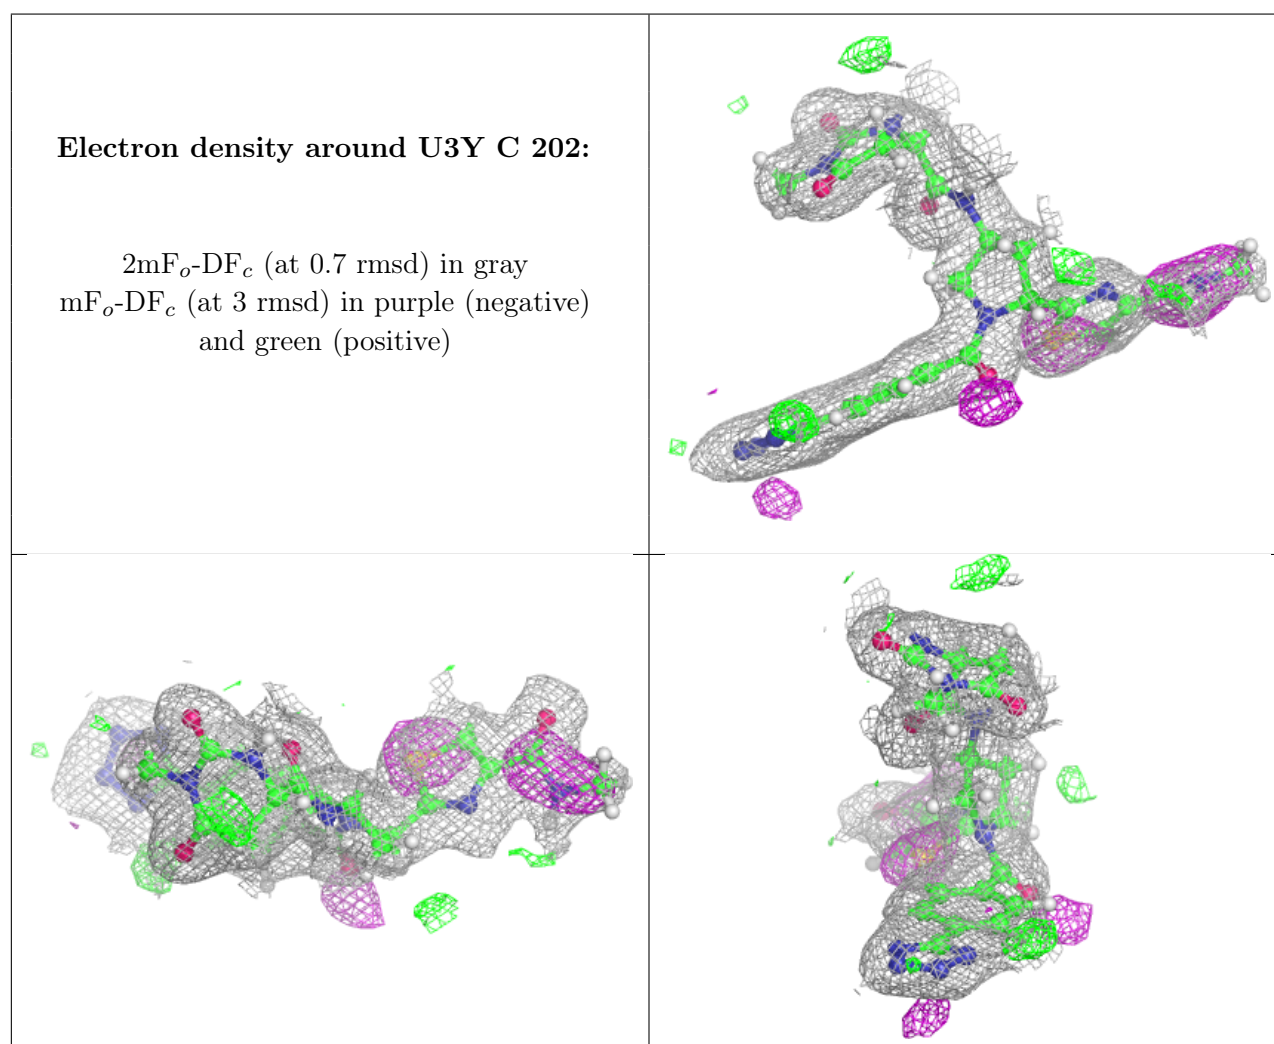 Electron density around U3Y C 202:
2mFₒ-DF𝒸 (at 0.7 rmsd) in gray
mFₒ-DF𝒸 (at 3 rmsd) in purple (negative)
and green (positive)